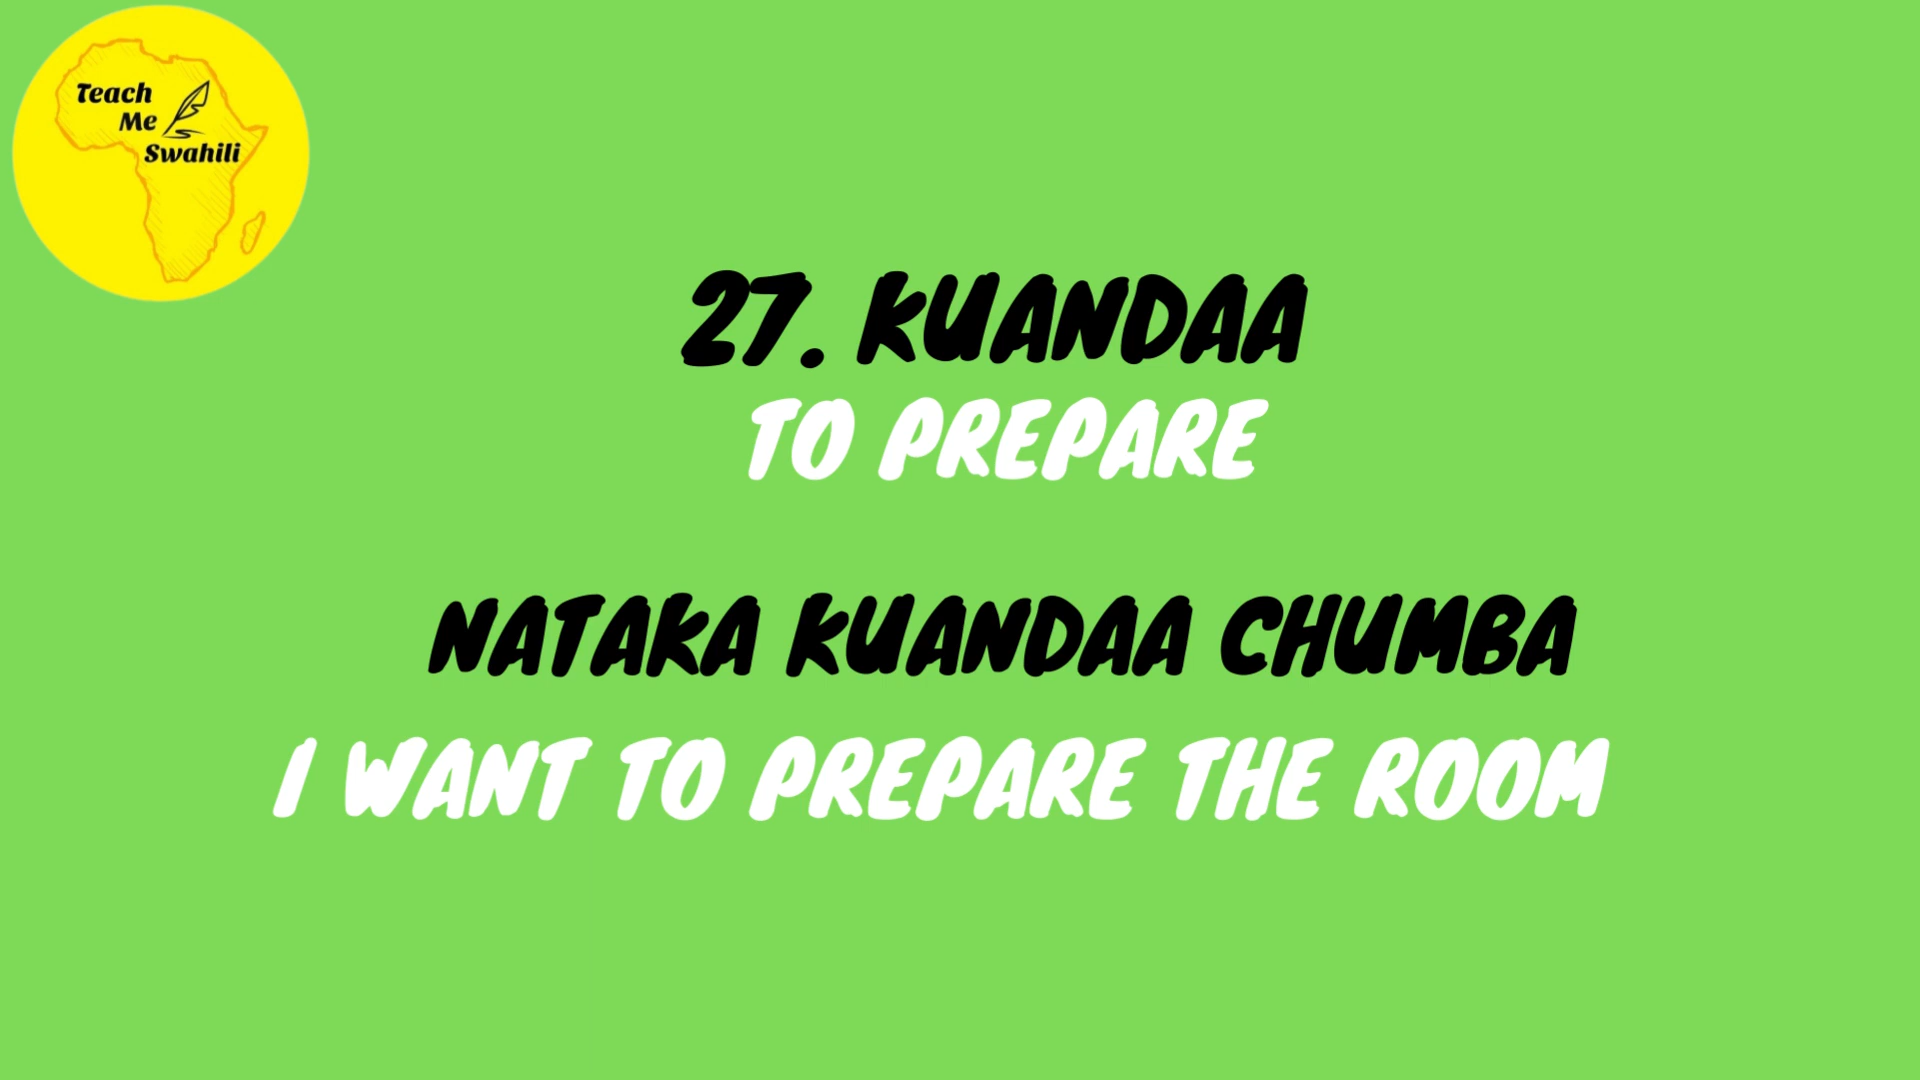 Teach
Me
Swahili
27. KUANDAA
TO PREPARE
NATAKA KUANDAA CHUMBA
I WANT TO PREPARE THE ROOM